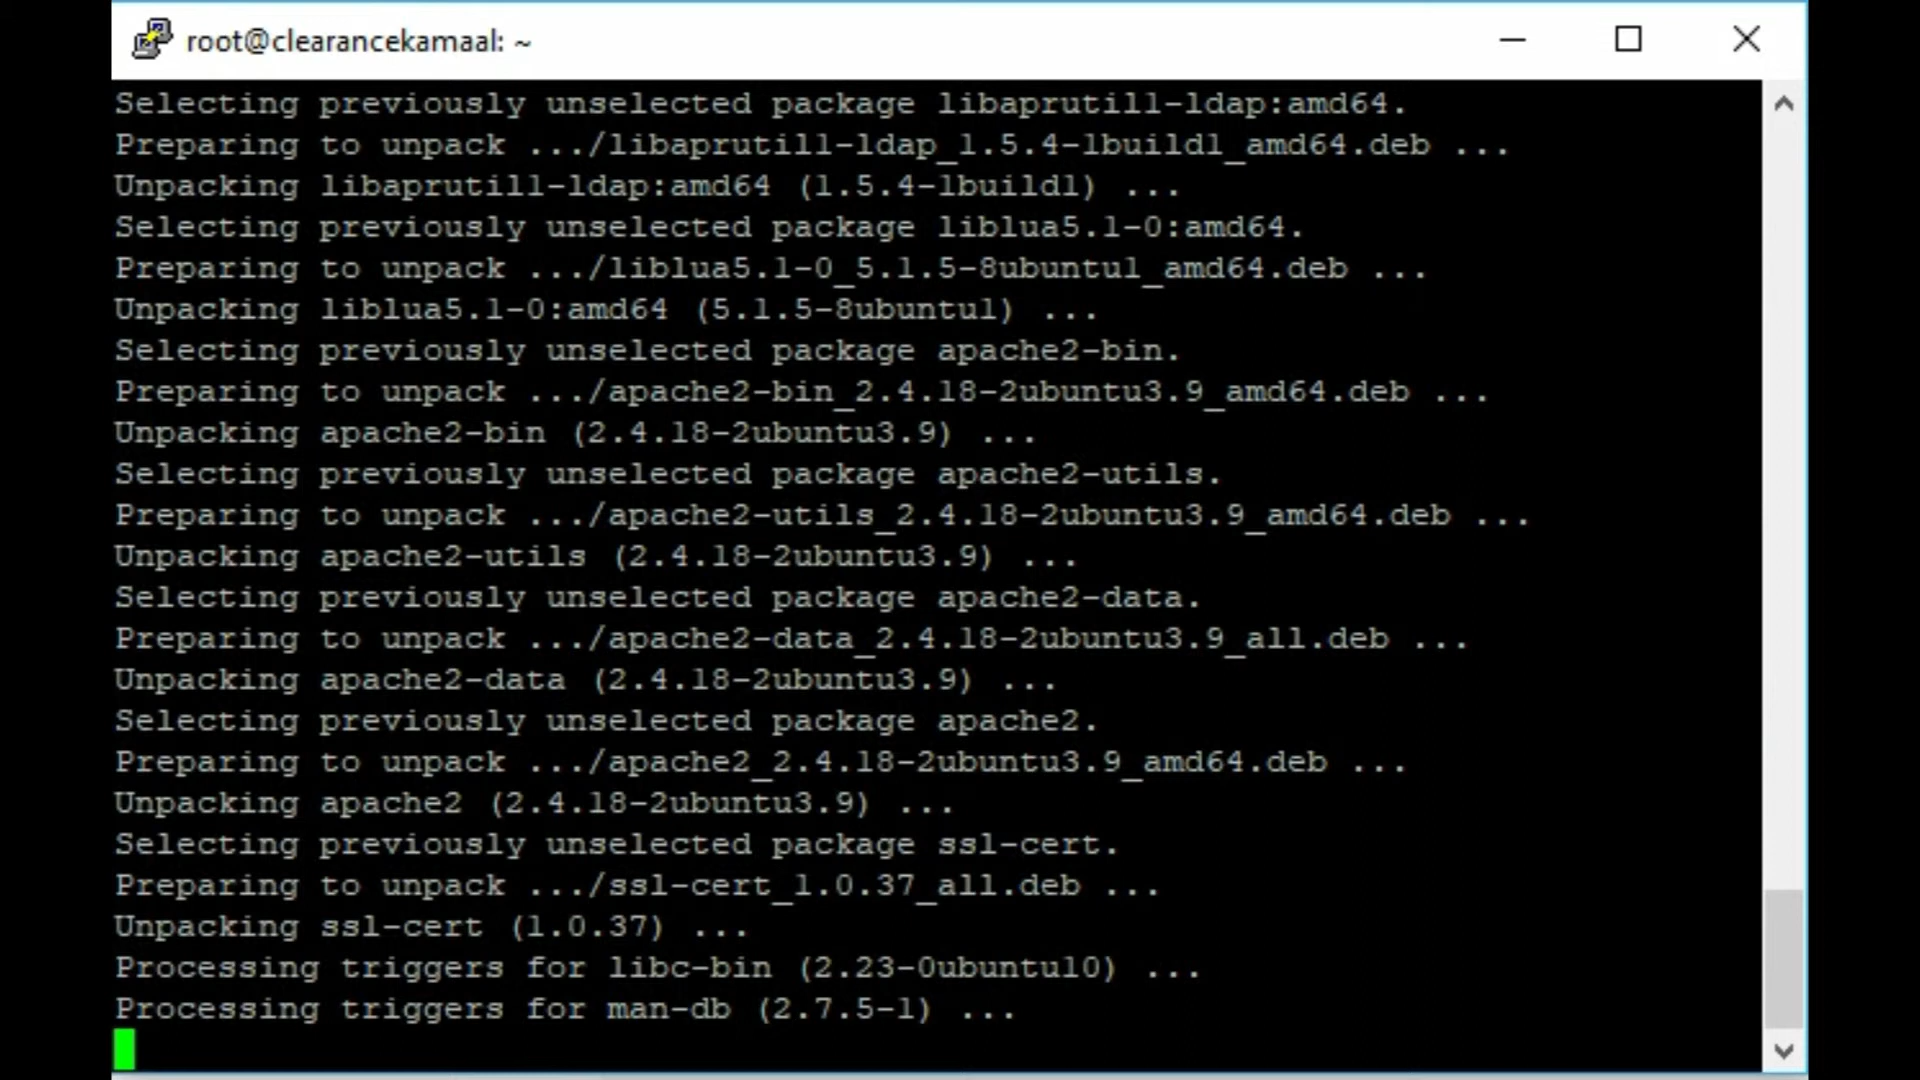 root@clearancekamaal: ~
Selecting previously unselected package libaprutil1-ldap:amd64.
Preparing to unpack .../libaprutil1-ldap_1.5.4-1build1_amd64.deb ...
Unpacking libaprutil1-ldap:amd64 (1.5.4-1build1) ...
Selecting previously unselected package liblua5.1-0:amd64.
Preparing to unpack .../liblua5.1-0_5.1.5-8ubuntu1_amd64.deb ...
Unpacking liblua5.1-0:amd64 (5.1.5-8ubuntu1) ...
Selecting previously unselected package apache2-bin.
Preparing to unpack .../apache2-bin_2.4.18-2ubuntu3.9_amd64.deb ...
Unpacking apache2-bin (2.4.18-2ubuntu3.9) ...
Selecting previously unselected package apache2-utils.
Preparing to unpack .../apache2-utils_2.4.18-2ubuntu3.9_amd64.deb ...
Unpacking apache2-utils (2.4.18-2ubuntu3.9) ...
Selecting previously unselected package apache2-data.
Preparing to unpack .../apache2-data_2.4.18-2ubuntu3.9_all.deb ...
Unpacking apache2-data (2.4.18-2ubuntu3.9) ...
Selecting previously unselected package apache2.
Preparing to unpack .../apache2_2.4.18-2ubuntu3.9_amd64.deb ...
Unpacking apache2 (2.4.18-2ubuntu3.9) ...
Selecting previously unselected package ssl-cert.
Preparing to unpack .../ssl-cert_1.0.37_all.deb ...
Unpacking ssl-cert (1.0.37) ...
Processing triggers for libc-bin (2.23-0ubuntu10) ...
Processing triggers for man-db (2.7.5-1) ...